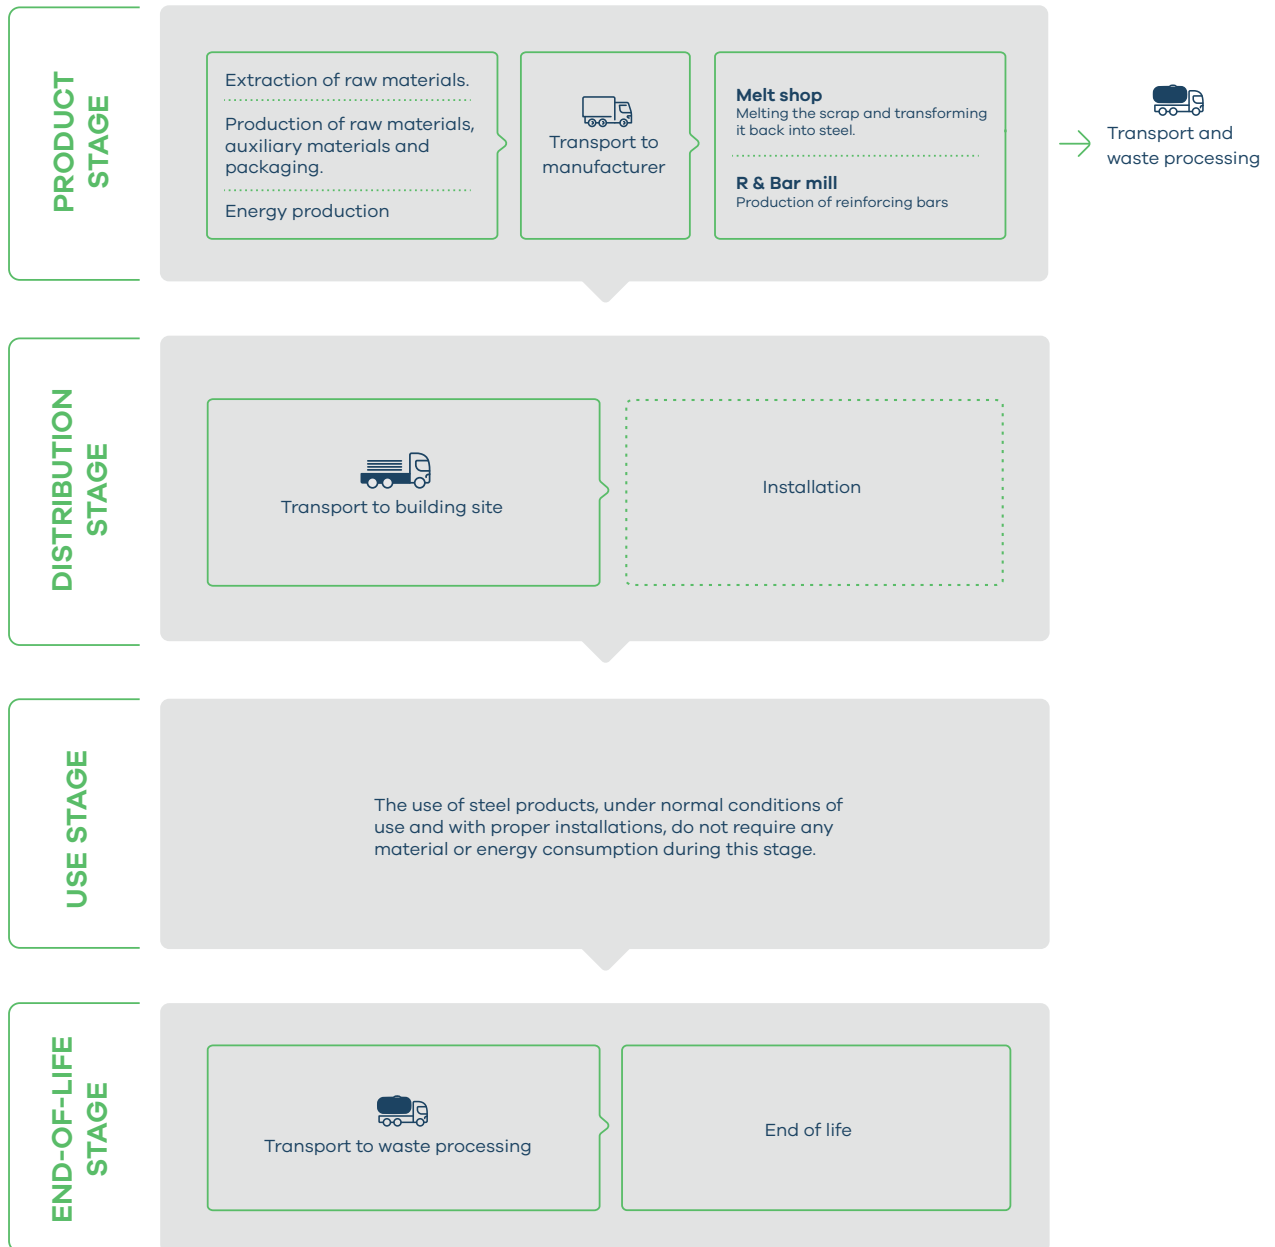 PRODUCT
STAGE
Extraction of raw materials.
Production of raw materials,
auxiliary materials and
packaging.
Energy production
Transport to
manufacturer
Melt shop
Melting the scrap and transforming
it back into steel.
R & Bar mill
Production of reinforcing bars
Transport and
waste processing
DISTRIBUTION
STAGE
Transport to building site
Installation
USE STAGE
The use of steel products, under normal conditions of
use and with proper installations, do not require any
material or energy consumption during this stage.
END-OF-LIFE
STAGE
Transport to waste processing
End of life